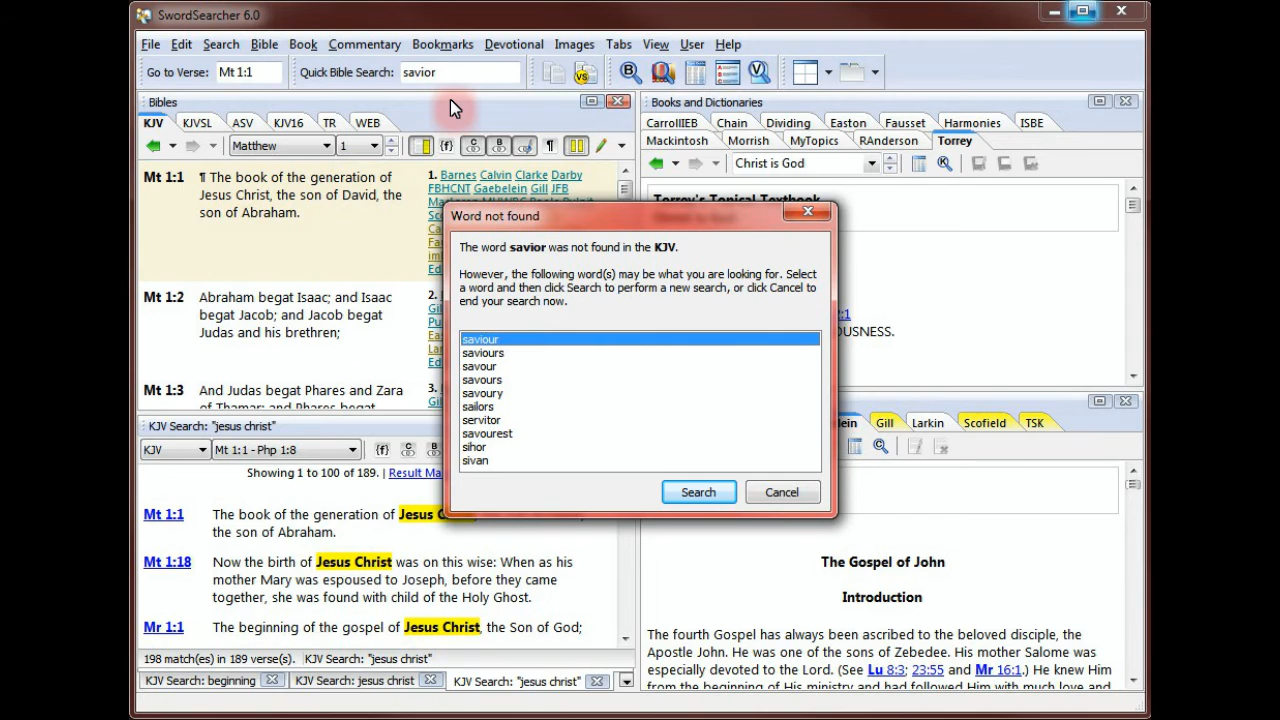 SwordSearcher 6.0
File Edit Search Bible Book Commentary Bookmarks Devotional Images Tabs View User Help
Go to Verse: Mt 1:1 Quick Bible Search: savior
Bibles
KJV KJVSL ASV KJV16 TR WEB
Matthew 1 {f} C B ¶
Mt 1:1 ¶ The book of the generation of
Jesus Christ, the son of David, the
son of Abraham.
1. Barnes Calvin Clarke Darby
FBHCNT Gaebelein Gill JFB
Mt 1:2 Abraham begat Isaac; and Isaac
begat Jacob; and Jacob begat
Judas and his brethren;
2.
Mt 1:3 And Judas begat Phares and Zara
of Thamar; and Phares begat
3.
Books and Dictionaries
CarrollIEB Chain Dividing Easton Fausset Harmonies ISBE
Mackintosh Morrish MyTopics RAnderson Torrey
Christ is God
Torrey's Topical Textbook
:1
OUSNESS.
Word not found
The word savior was not found in the KJV.
However, the following word(s) may be what you are looking for. Select
a word and then click Search to perform a new search, or click Cancel to
end your search now.
saviour
saviours
savour
savours
savoury
sailors
servitor
savourest
sihor
sivan
Search Cancel
KJV Search: "jesus christ"
KJV Mt 1:1 - Php 1:8 {f} C B
Showing 1 to 100 of 189. | Result Ma
Mt 1:1 The book of the generation of Jesus C
the son of Abraham.
Mt 1:18 Now the birth of Jesus Christ was on this wise: When as his
mother Mary was espoused to Joseph, before they came
together, she was found with child of the Holy Ghost.
Mr 1:1 The beginning of the gospel of Jesus Christ, the Son of God;
198 match(es) in 189 verse(s). KJV Search: "jesus christ"
KJV Search: beginning KJV Search: jesus christ KJV Search: "jesus christ"
lein Gill Larkin Scofield TSK
The Gospel of John
Introduction
The fourth Gospel has always been ascribed to the beloved disciple, the
Apostle John. He was one of the sons of Zebedee. His mother Salome was
especially devoted to the Lord. (See Lu 8:3; 23:55 and Mr 16:1.) He knew Him
from the beginning of His ministry and had followed Him with much love and